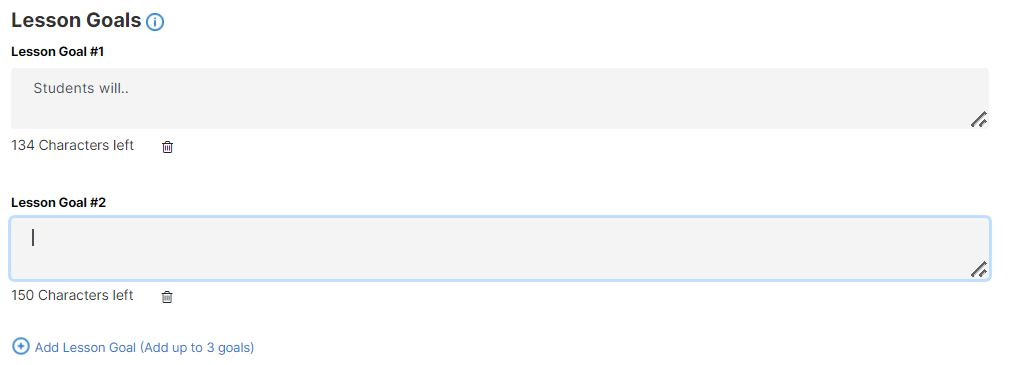 Lesson Goals
Lesson Goal #1
Students will..
134 Characters left
Lesson Goal #2
150 Characters left
Add Lesson Goal (Add up to 3 goals)